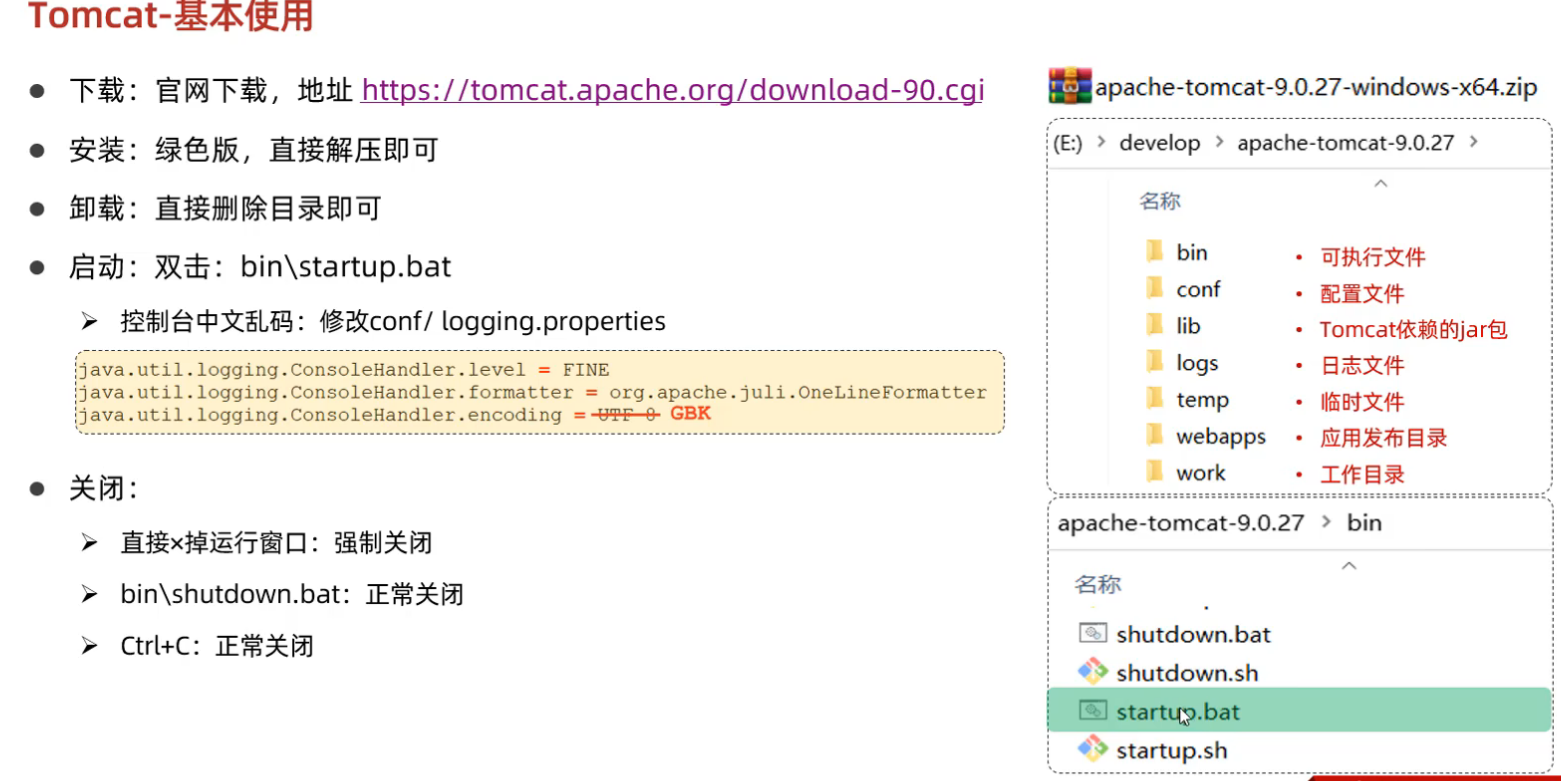 Tomcat-基本使用
● 下载：官网下载，地址 https://tomcat.apache.org/download-90.cgi
● 安装：绿色版，直接解压即可
● 卸载：直接删除目录即可
● 启动：双击：bin\startup.bat
➢ 控制台中文乱码：修改conf/ logging.properties
java.util.logging.ConsoleHandler.level = FINE
java.util.logging.ConsoleHandler.formatter = org.apache.juli.OneLineFormatter
java.util.logging.ConsoleHandler.encoding = UTF-8 GBK
● 关闭：
➢ 直接×掉运行窗口：强制关闭
➢ bin\shutdown.bat：正常关闭
➢ Ctrl+C：正常关闭
apache-tomcat-9.0.27-windows-x64.zip
(E:) > develop > apache-tomcat-9.0.27 >
名称
bin • 可执行文件
conf • 配置文件
lib • Tomcat依赖的jar包
logs • 日志文件
temp • 临时文件
webapps • 应用发布目录
work • 工作目录
apache-tomcat-9.0.27 > bin
名称
shutdown.bat
shutdown.sh
startup.bat
startup.sh